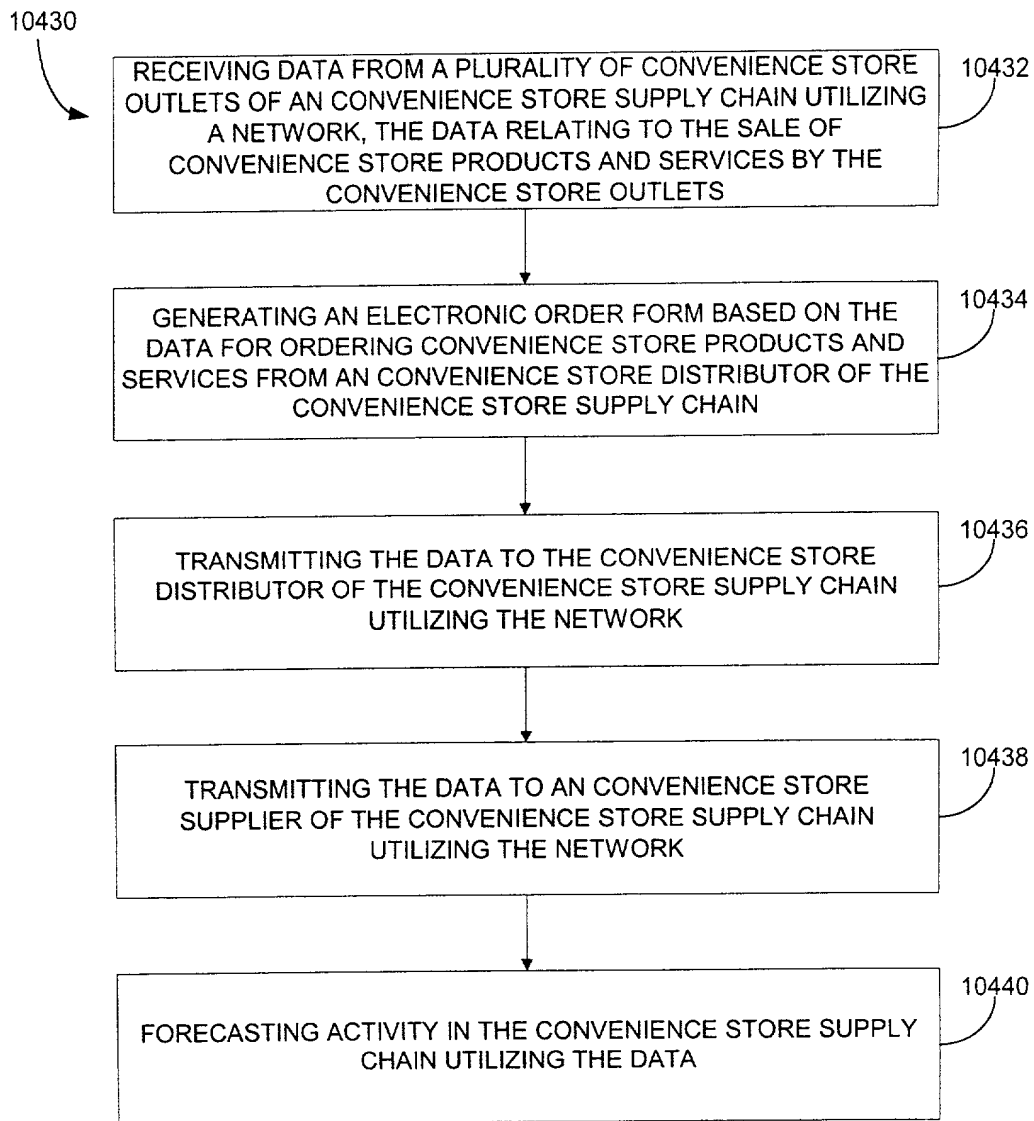 10430
RECEIVING DATA FROM A PLURALITY OF CONVENIENCE STORE
OUTLETS OF AN CONVENIENCE STORE SUPPLY CHAIN UTILIZING
A NETWORK, THE DATA RELATING TO THE SALE OF
CONVENIENCE STORE PRODUCTS AND SERVICES BY THE
CONVENIENCE STORE OUTLETS
10432
GENERATING AN ELECTRONIC ORDER FORM BASED ON THE
DATA FOR ORDERING CONVENIENCE STORE PRODUCTS AND
SERVICES FROM AN CONVENIENCE STORE DISTRIBUTOR OF THE
CONVENIENCE STORE SUPPLY CHAIN
10434
TRANSMITTING THE DATA TO THE CONVENIENCE STORE
DISTRIBUTOR OF THE CONVENIENCE STORE SUPPLY CHAIN
UTILIZING THE NETWORK
10436
TRANSMITTING THE DATA TO AN CONVENIENCE STORE
SUPPLIER OF THE CONVENIENCE STORE SUPPLY CHAIN
UTILIZING THE NETWORK
10438
FORECASTING ACTIVITY IN THE CONVENIENCE STORE SUPPLY
CHAIN UTILIZING THE DATA
10440